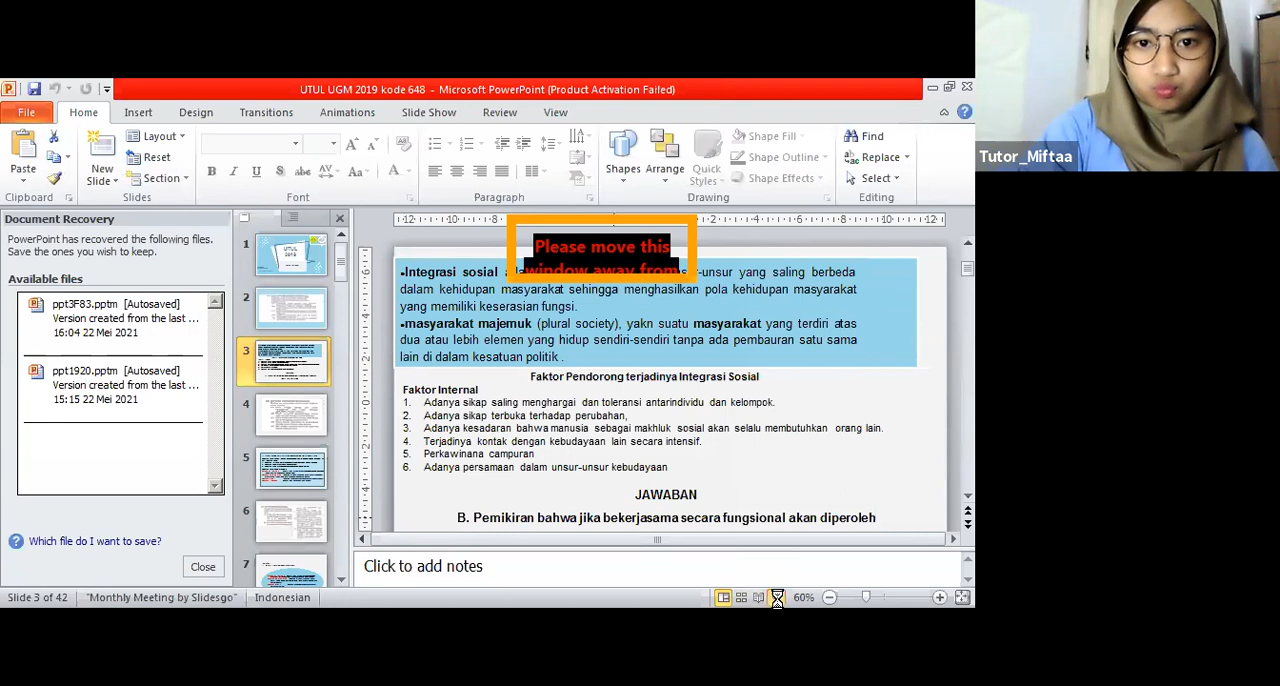 UTUL UGM 2019 kode 648 - Microsoft PowerPoint (Product Activation Failed)
File Home Insert Design Transitions Animations Slide Show Review View
Paste
New
Slide
Layout
Reset
Section
Shapes
Arrange
Quick
Styles
Shape Fill
Shape Outline
Shape Effects
Find
Replace
Select
Clipboard Slides Font Paragraph Drawing Editing
Document Recovery
PowerPoint has recovered the following files.
Save the ones you wish to keep.
Available files
ppt3F83.pptm [Autosaved]
Version created from the last ...
16:04 22 Mei 2021
ppt1920.pptm [Autosaved]
Version created from the last ...
15:15 22 Mei 2021
Which file do I want to save?
Close
1
2
3
4
5
6
7
Please move this
window away from
•Integrasi sosial -unsur yang saling berbeda
dalam kehidupan masyarakat sehingga menghasilkan pola kehidupan masyarakat
yang memiliki keserasian fungsi.
•masyarakat majemuk (plural society), yakn suatu masyarakat yang terdiri atas
dua atau lebih elemen yang hidup sendiri-sendiri tanpa ada pembauran satu sama
lain di dalam kesatuan politik .
Faktor Pendorong terjadinya Integrasi Sosial
Faktor Internal
1. Adanya sikap saling menghargai dan toleransi antarindividu dan kelompok.
2. Adanya sikap terbuka terhadap perubahan,
3. Adanya kesadaran bahwa manusia sebagai makhluk sosial akan selalu membutuhkan orang lain.
4. Terjadinya kontak dengan kebudayaan lain secara intensif.
5. Perkawinana campuran
6. Adanya persamaan dalam unsur-unsur kebudayaan
JAWABAN
B. Pemikiran bahwa jika bekerjasama secara fungsional akan diperoleh
Click to add notes
Slide 3 of 42 "Monthly Meeting by Slidesgo" Indonesian 60%
Tutor_Miftaa